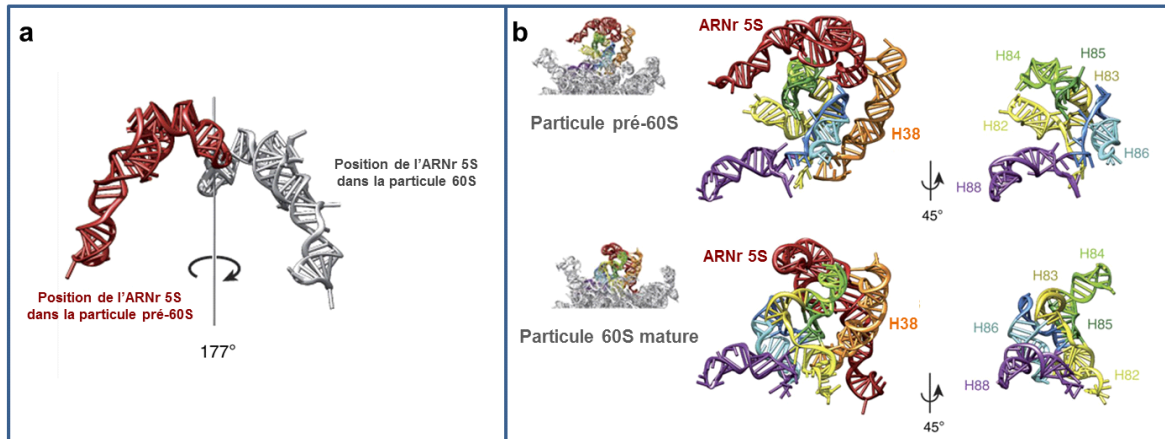 a
Position de l'ARNr 5S
dans la particule 60S
Position de l'ARNr 5S
dans la particule pré-60S
177°
b
ARNr 5S
Particule pré-60S
H38
H84
H85
H83
H82
H86
H88
45°
ARNr 5S
Particule 60S mature
H38
H84
H83
H86
H85
H88
H82
45°